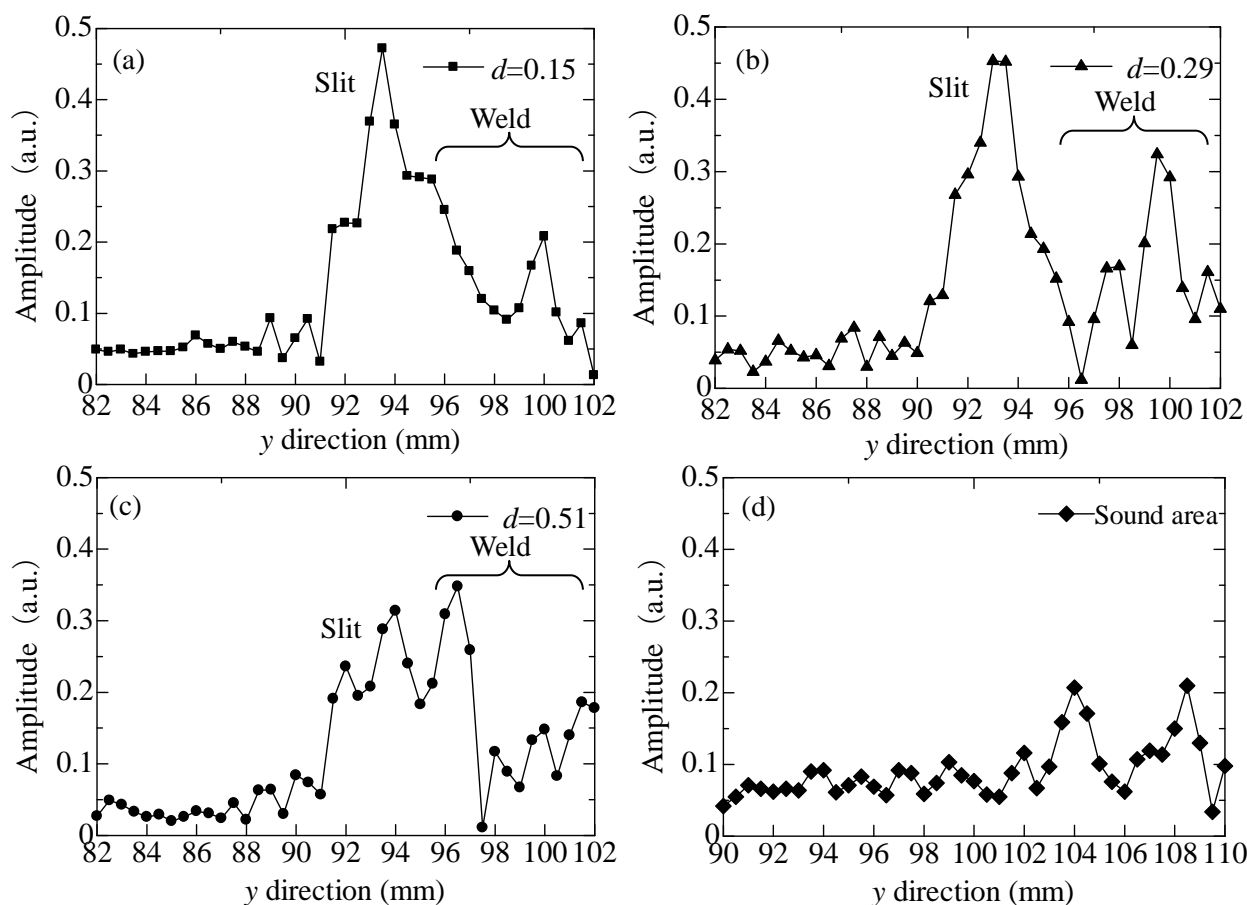 (a)
d=0.15
Slit
Weld
0.5
0.4
0.3
0.2
0.1
0
Amplitude (a.u.)
82 84 86 88 90 92 94 96 98 100 102
y direction (mm)
(b)
d=0.29
Slit
Weld
0.5
0.4
0.3
0.2
0.1
0
Amplitude (a.u.)
82 84 86 88 90 92 94 96 98 100 102
y direction (mm)
(c)
d=0.51
Weld
Slit
0.5
0.4
0.3
0.2
0.1
0
Amplitude (a.u.)
82 84 86 88 90 92 94 96 98 100 102
y direction (mm)
(d)
Sound area
0.5
0.4
0.3
0.2
0.1
0
Amplitude (a.u.)
90 92 94 96 98 100 102 104 106 108 110
y direction (mm)